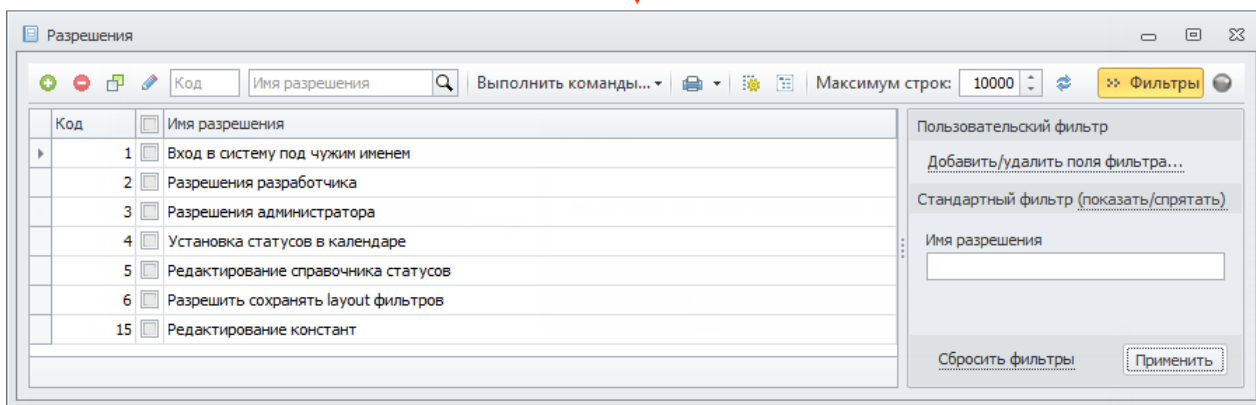 Разрешения
Код Имя разрешения Выполнить команды... Максимум строк: 10000 Фильтры
Код Имя разрешения
1 Вход в систему под чужим именем
2 Разрешения разработчика
3 Разрешения администратора
4 Установка статусов в календаре
5 Редактирование справочника статусов
6 Разрешить сохранять layout фильтров
15 Редактирование констант
Пользовательский фильтр
Добавить/удалить поля фильтра...
Стандартный фильтр (показать/спрятать)
Имя разрешения
Сбросить фильтры Применить